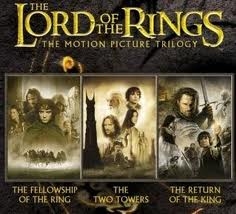 THE
LORD OF THE RINGS
THE MOTION PICTURE TRILOGY
THE FELLOWSHIP
OF THE RING
THE
TWO TOWERS
THE RETURN
OF THE KING